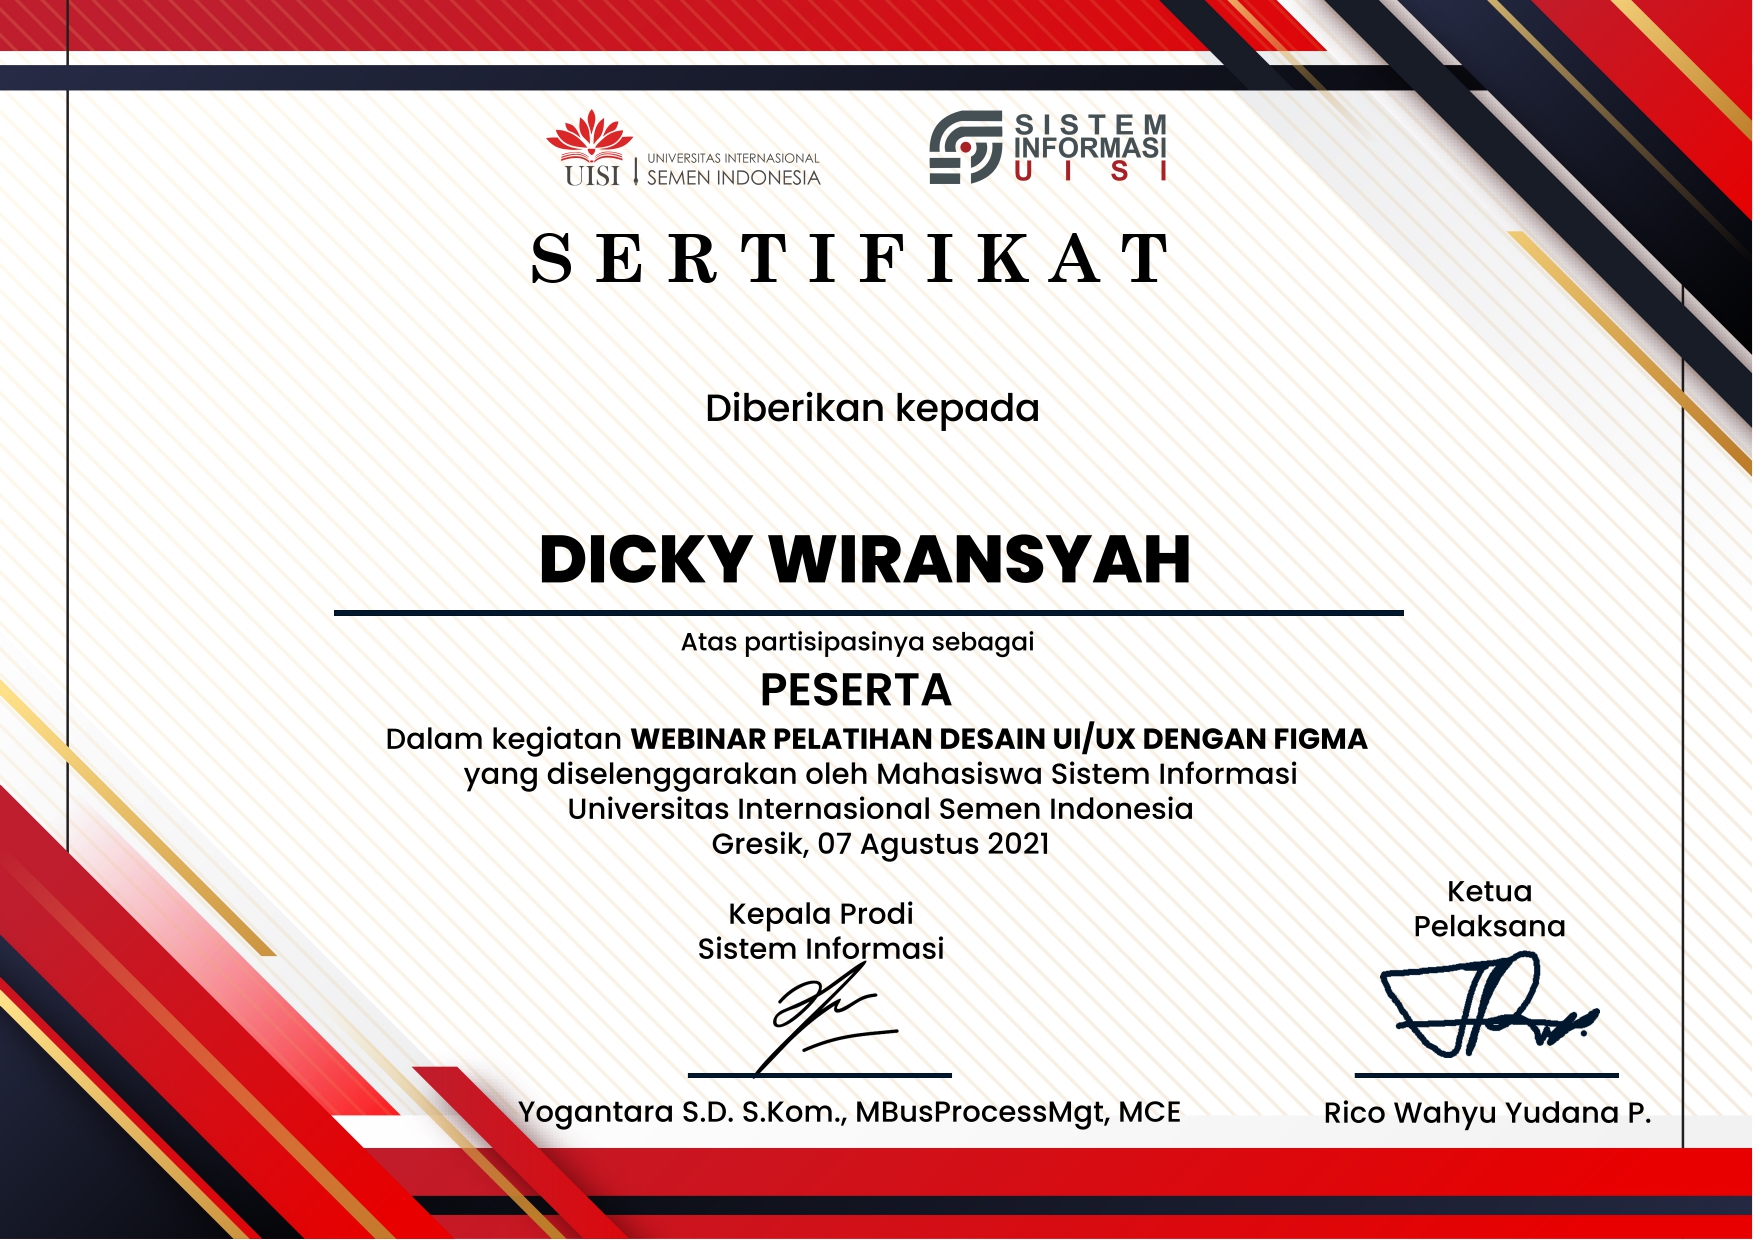 UISI
UNIVERSITAS INTERNASIONAL
SEMEN INDONESIA
SISTEM
INFORMASI
UISI
SERTIFIKAT
Diberikan kepada
DICKY WIRANSYAH
Atas partisipasinya sebagai
PESERTA
Dalam kegiatan WEBINAR PELATIHAN DESAIN UI/UX DENGAN FIGMA
yang diselenggarakan oleh Mahasiswa Sistem Informasi
Universitas Internasional Semen Indonesia
Gresik, 07 Agustus 2021
Kepala Prodi
Sistem Informasi
Yogantara S.D. S.Kom., MBusProcessMgt, MCE
Ketua
Pelaksana
Rico Wahyu Yudana P.